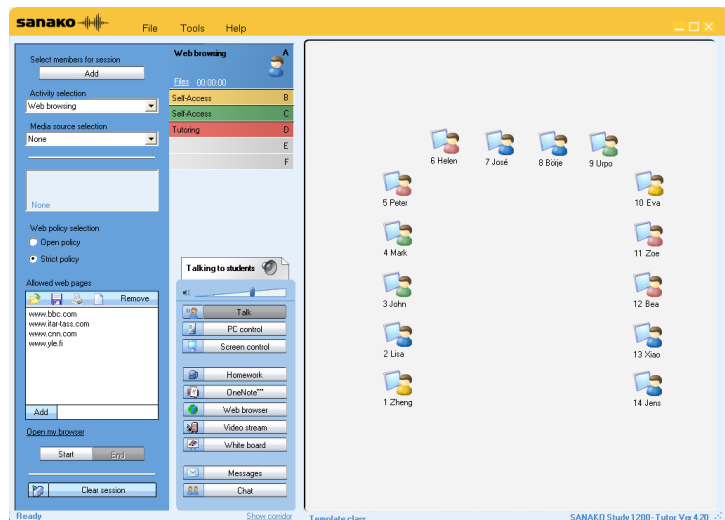 sanako
File Tools Help
Select members for session
Add
Activity selection
Web browsing
Media source selection
None
None
Web policy selection
Open policy
Strict policy
Allowed web pages
Remove
www.bbc.com
www.itar-tass.com
www.cnn.com
www.yle.fi
Add
Open my browser
Start End
Clear session
Ready
Web browsing A
Files 00:00:00
Self-Access B
Self-Access C
Tutoring D
E
F
Talking to students
Talk
PC control
Screen control
Homework
OneNote™
Web browser
Video stream
White board
Messages
Chat
Show corridor
6 Helen 7 José 8 Börje 9 Urpo
5 Peter 10 Eva
4 Mark 11 Zoe
3 John 12 Bea
2 Lisa 13 Xiao
1 Zheng 14 Jens
Template class
SANAKO Study 1200 - Tutor Ver 4.20